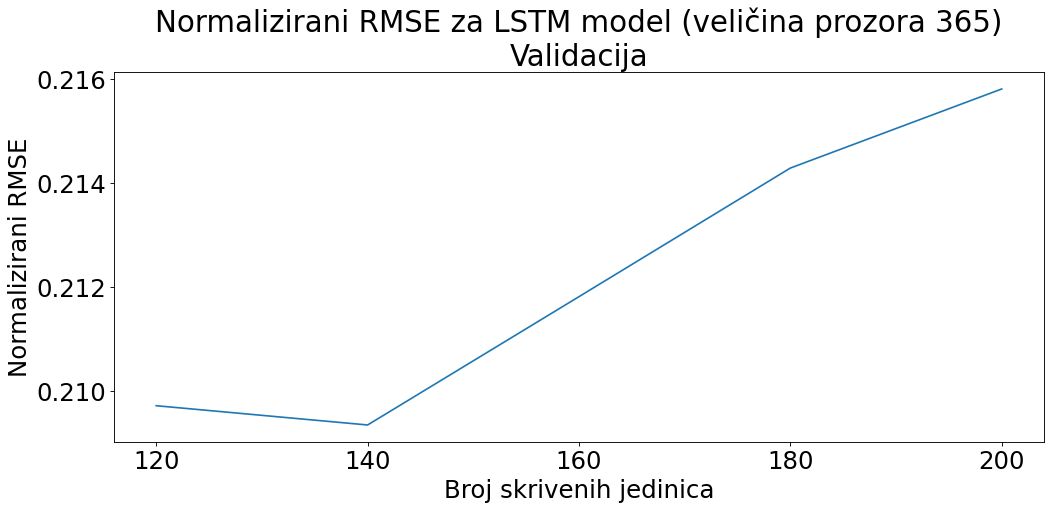 Normalizirani RMSE za LSTM model (veličina prozora 365)
Validacija
0.216
0.214
0.212
0.210
Normalizirani RMSE
120 140 160 180 200
Broj skrivenih jedinica